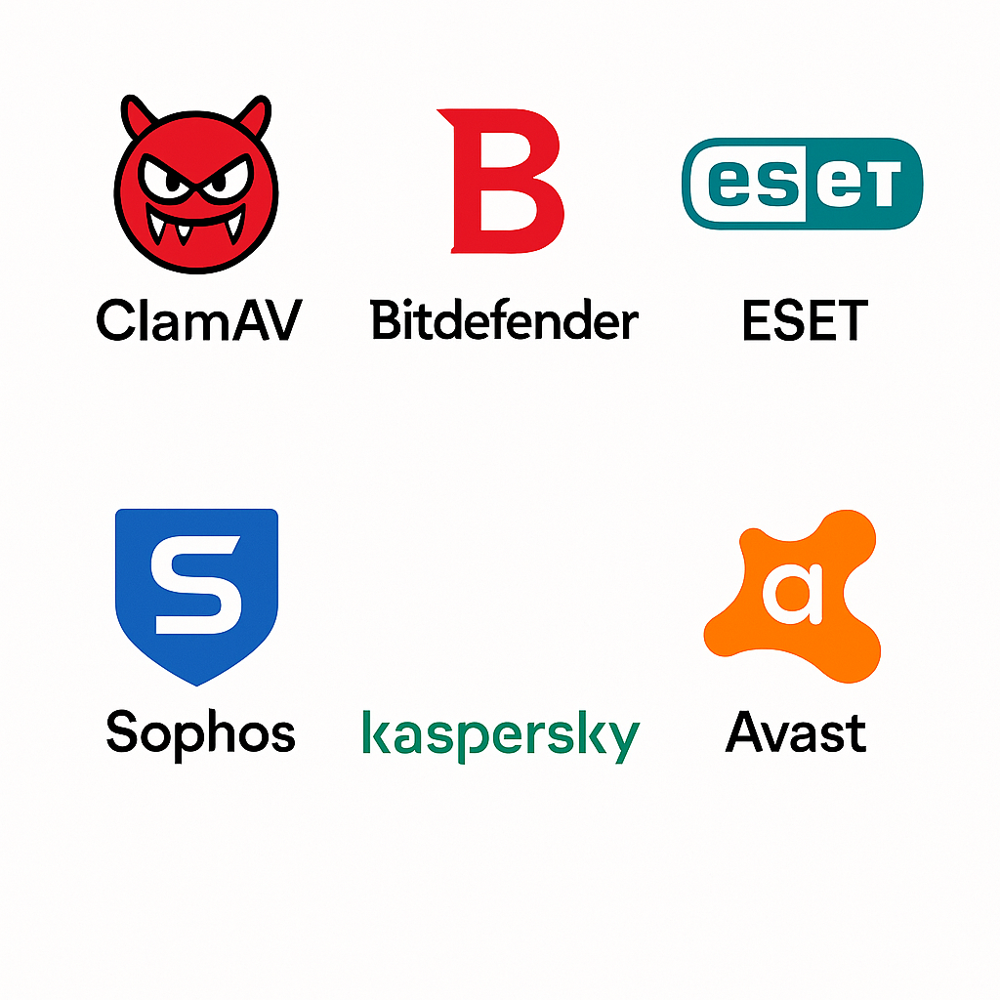 B
eset
ClamAV
Bitdefender
ESET
S
a
Sophos
kaspersky
Avast